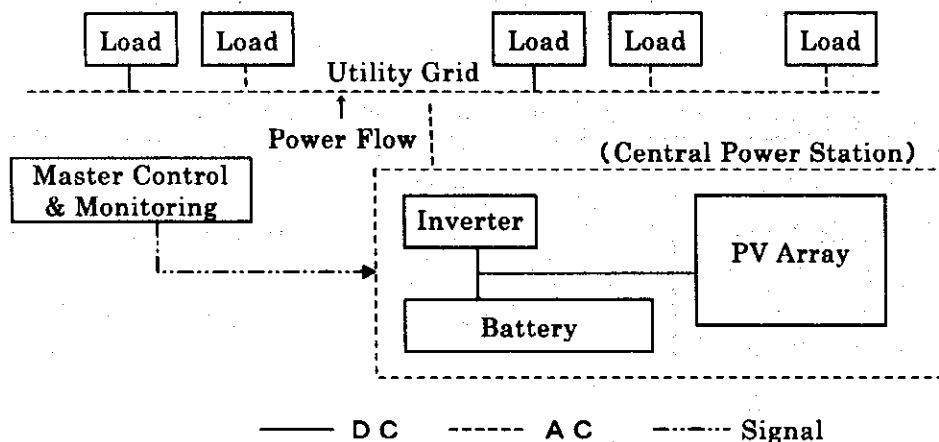 Load Load Load Load Load
Utility Grid
Power Flow
(Central Power Station)
Master Control
& Monitoring
Inverter
PV Array
Battery
DC AC Signal